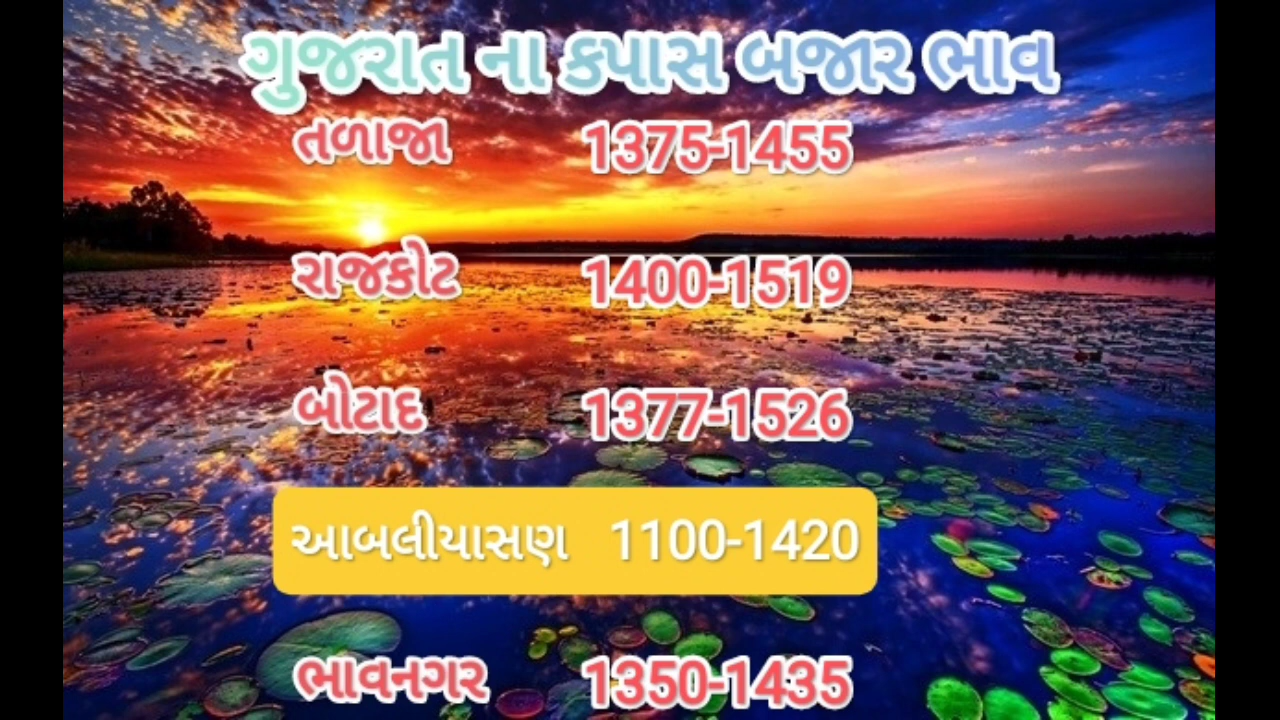 ગુજરાત ના કપાસ બજાર ભાવ
તળાજા 1375-1455
રાજકોટ 1400-1519
બોટાદ 1377-1526
આબલીયાસણ 1100-1420
ભાવનગર 1350-1435